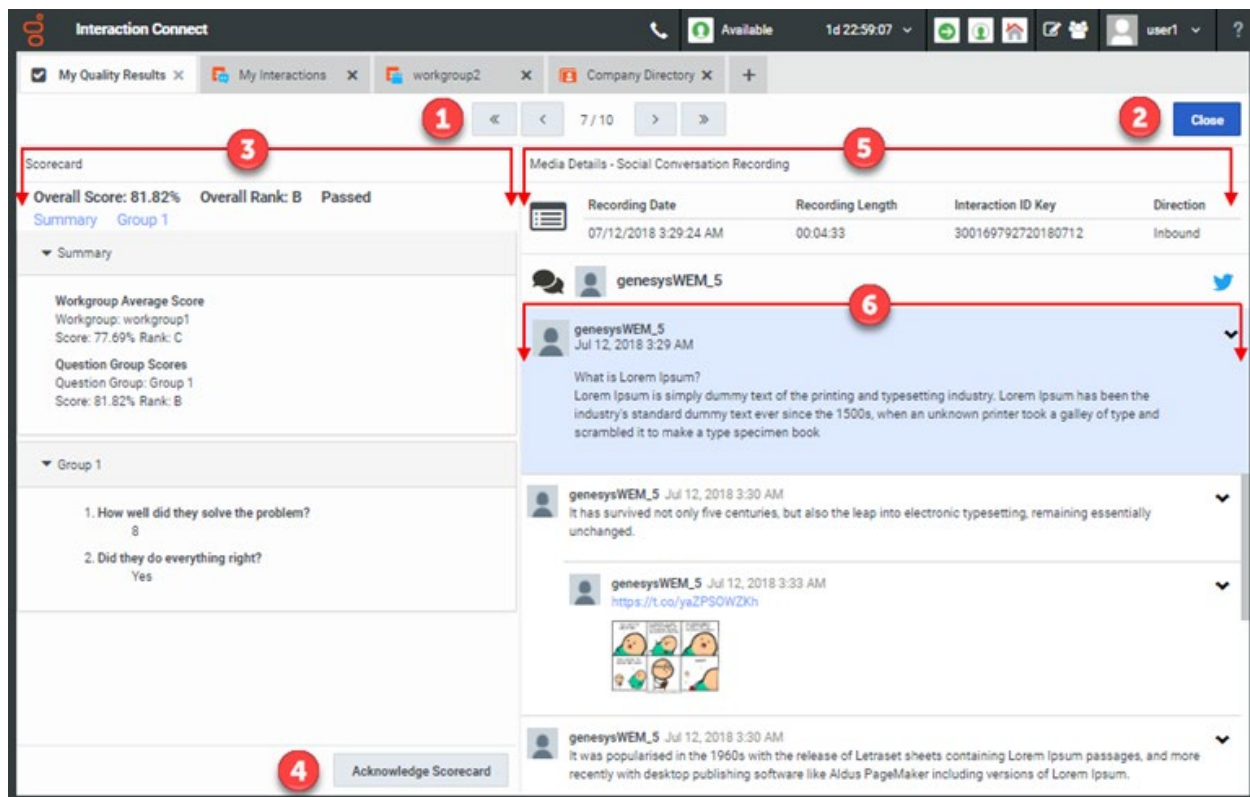 Interaction Connect
Available 1d 22:59:07
user1 ?
My Quality Results × My Interactions × workgroup2 × Company Directory × +
1 « < 7/10 > » 2 Close
3 5
Scorecard
Overall Score: 81.82% Overall Rank: B Passed
Summary Group 1
Summary
Workgroup Average Score
Workgroup: workgroup1
Score: 77.69% Rank: C
Question Group Scores
Question Group: Group 1
Score: 81.82% Rank: B
Group 1
1. How well did they solve the problem?
8
2. Did they do everything right?
Yes
4 Acknowledge Scorecard
Media Details - Social Conversation Recording
Recording Date Recording Length Interaction ID Key Direction
07/12/2018 3:29:24 AM 00:04:33 300169792720180712 Inbound
genesysWEM_5
6
genesysWEM_5
Jul 12, 2018 3:29 AM
What is Lorem Ipsum?
Lorem Ipsum is simply dummy text of the printing and typesetting industry. Lorem Ipsum has been the
industry's standard dummy text ever since the 1500s, when an unknown printer took a galley of type and
scrambled it to make a type specimen book
genesysWEM_5 Jul 12, 2018 3:30 AM
It has survived not only five centuries, but also the leap into electronic typesetting, remaining essentially
unchanged.
genesysWEM_5 Jul 12, 2018 3:33 AM
https://t.co/yaZPSOWZKh
genesysWEM_5 Jul 12, 2018 3:30 AM
It was popularised in the 1960s with the release of Letraset sheets containing Lorem Ipsum passages, and more
recently with desktop publishing software like Aldus PageMaker including versions of Lorem Ipsum.